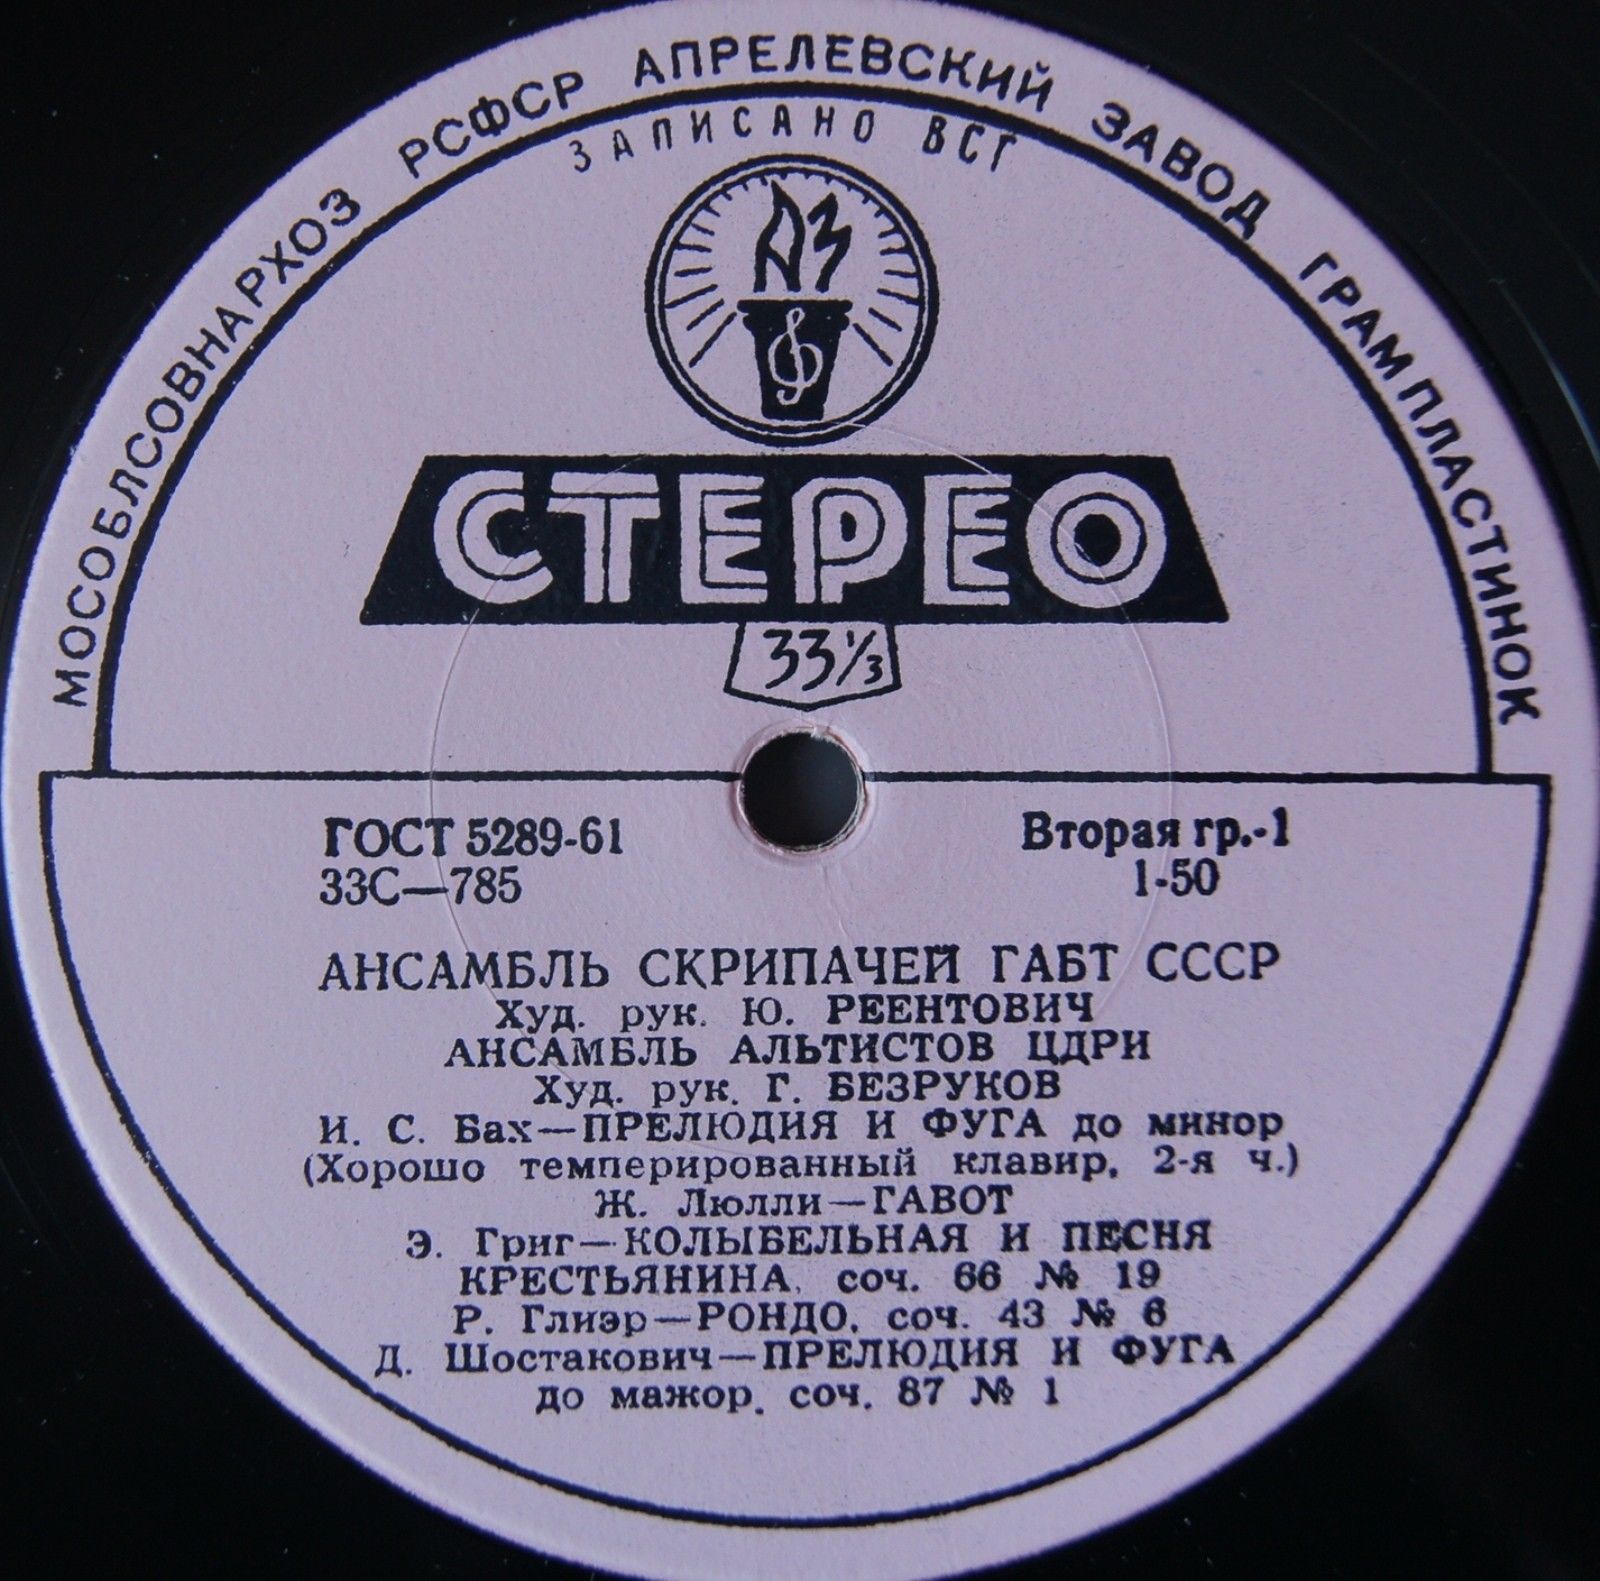 МОСОБЛСОВНАРХОЗ РСФСР АПРЕЛЕВСКИЙ ЗАВОД ГРАМПЛАСТИНОК
ЗАПИСАНО ВСГ
АЗ
СТЕРЕО
33⅓
ГОСТ 5289-61
Вторая гр.-1
33С—785
1-50
АНСАМБЛЬ СКРИПАЧЕЙ ГАБТ СССР
Худ. рук. Ю. РЕЕНТОВИЧ
АНСАМБЛЬ АЛЬТИСТОВ ЦДРИ
Худ. рук. Г. БЕЗРУКОВ
И. С. Бах—ПРЕЛЮДИЯ И ФУГА до минор
(Хорошо темперированный клавир, 2-я ч.)
Ж. Люлли—ГАВОТ
Э. Григ—КОЛЫБЕЛЬНАЯ И ПЕСНЯ
КРЕСТЬЯНИНА, соч. 66 № 19
Р. Глиэр—РОНДО, соч. 43 № 6
Д. Шостакович—ПРЕЛЮДИЯ И ФУГА
до мажор, соч. 87 № 1